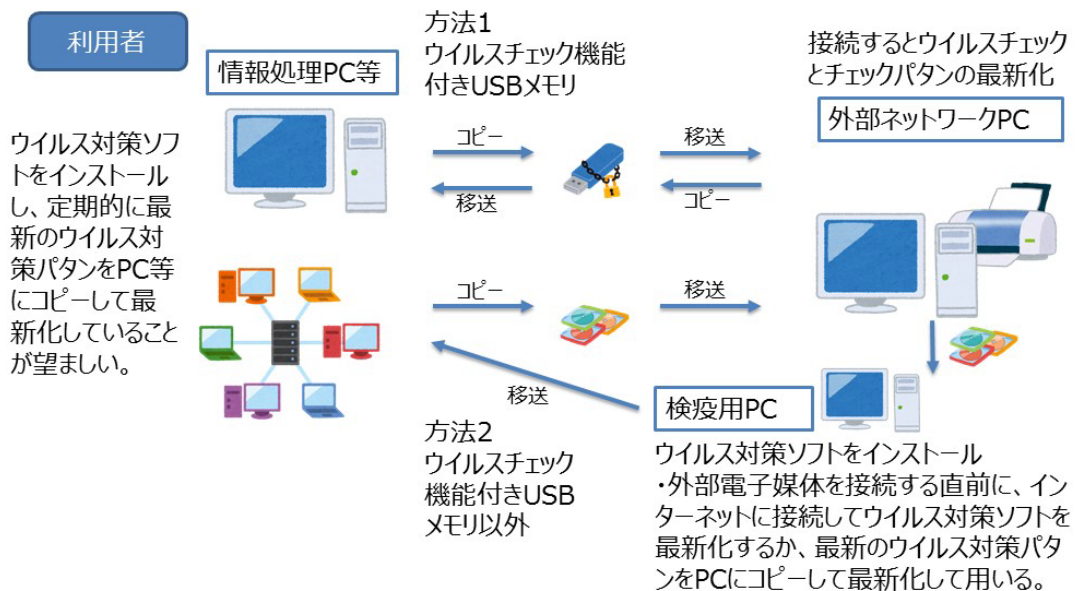 利用者
情報処理PC等
ウイルス対策ソフ
トをインストール
し、定期的に最
新のウイルス対
策パタンをPC等
にコピーして最
新化していること
が望ましい。
方法1
ウイルスチェック機能
付きUSBメモリ
コピー
移送
移送
コピー
接続するとウイルスチェック
とチェックパタンの最新化
外部ネットワークPC
コピー
移送
移送
方法2
ウイルスチェック
機能付きUSB
メモリ以外
検疫用PC
ウイルス対策ソフトをインストール
・外部電子媒体を接続する直前に、イン
ターネットに接続してウイルス対策ソフトを
最新化するか、最新のウイルス対策パタ
ンをPCにコピーして最新化して用いる。